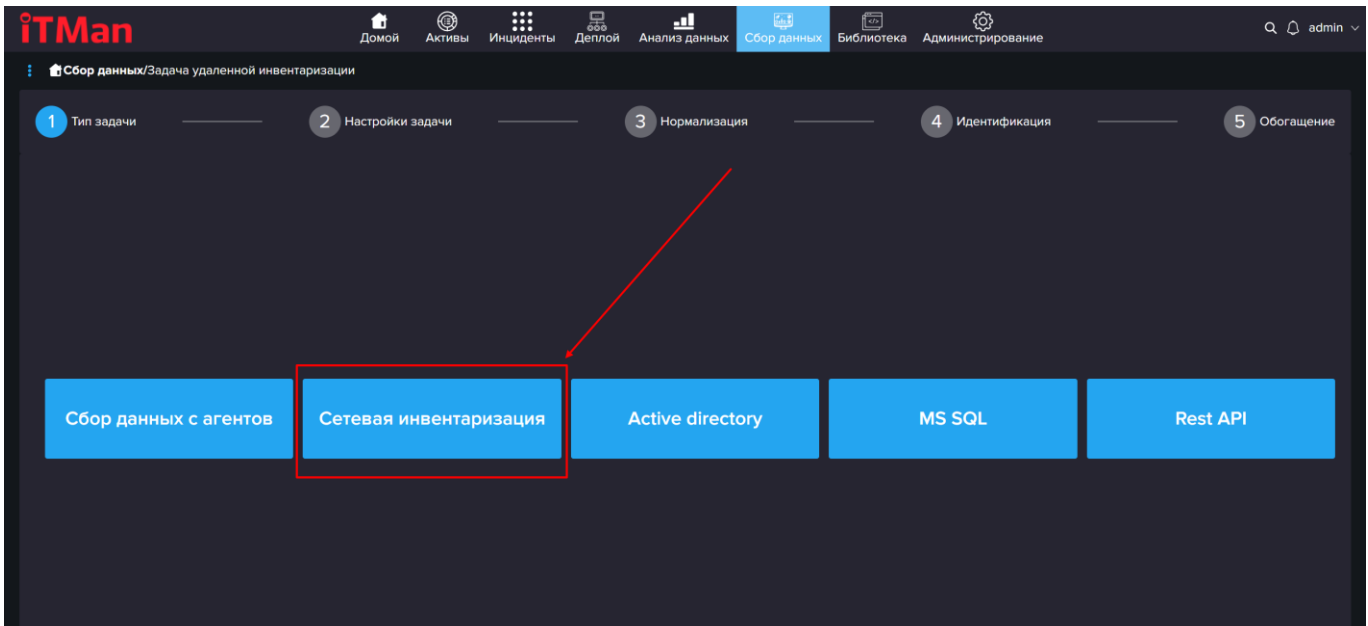 iTMan
Домой Активы Инциденты Деплой Анализ данных Сбор данных Библиотека Администрирование admin
Сбор данных/Задача удаленной инвентаризации
1 Тип задачи 2 Настройки задачи 3 Нормализация 4 Идентификация 5 Обогащение
Сбор данных с агентов Сетевая инвентаризация Active directory MS SQL Rest API